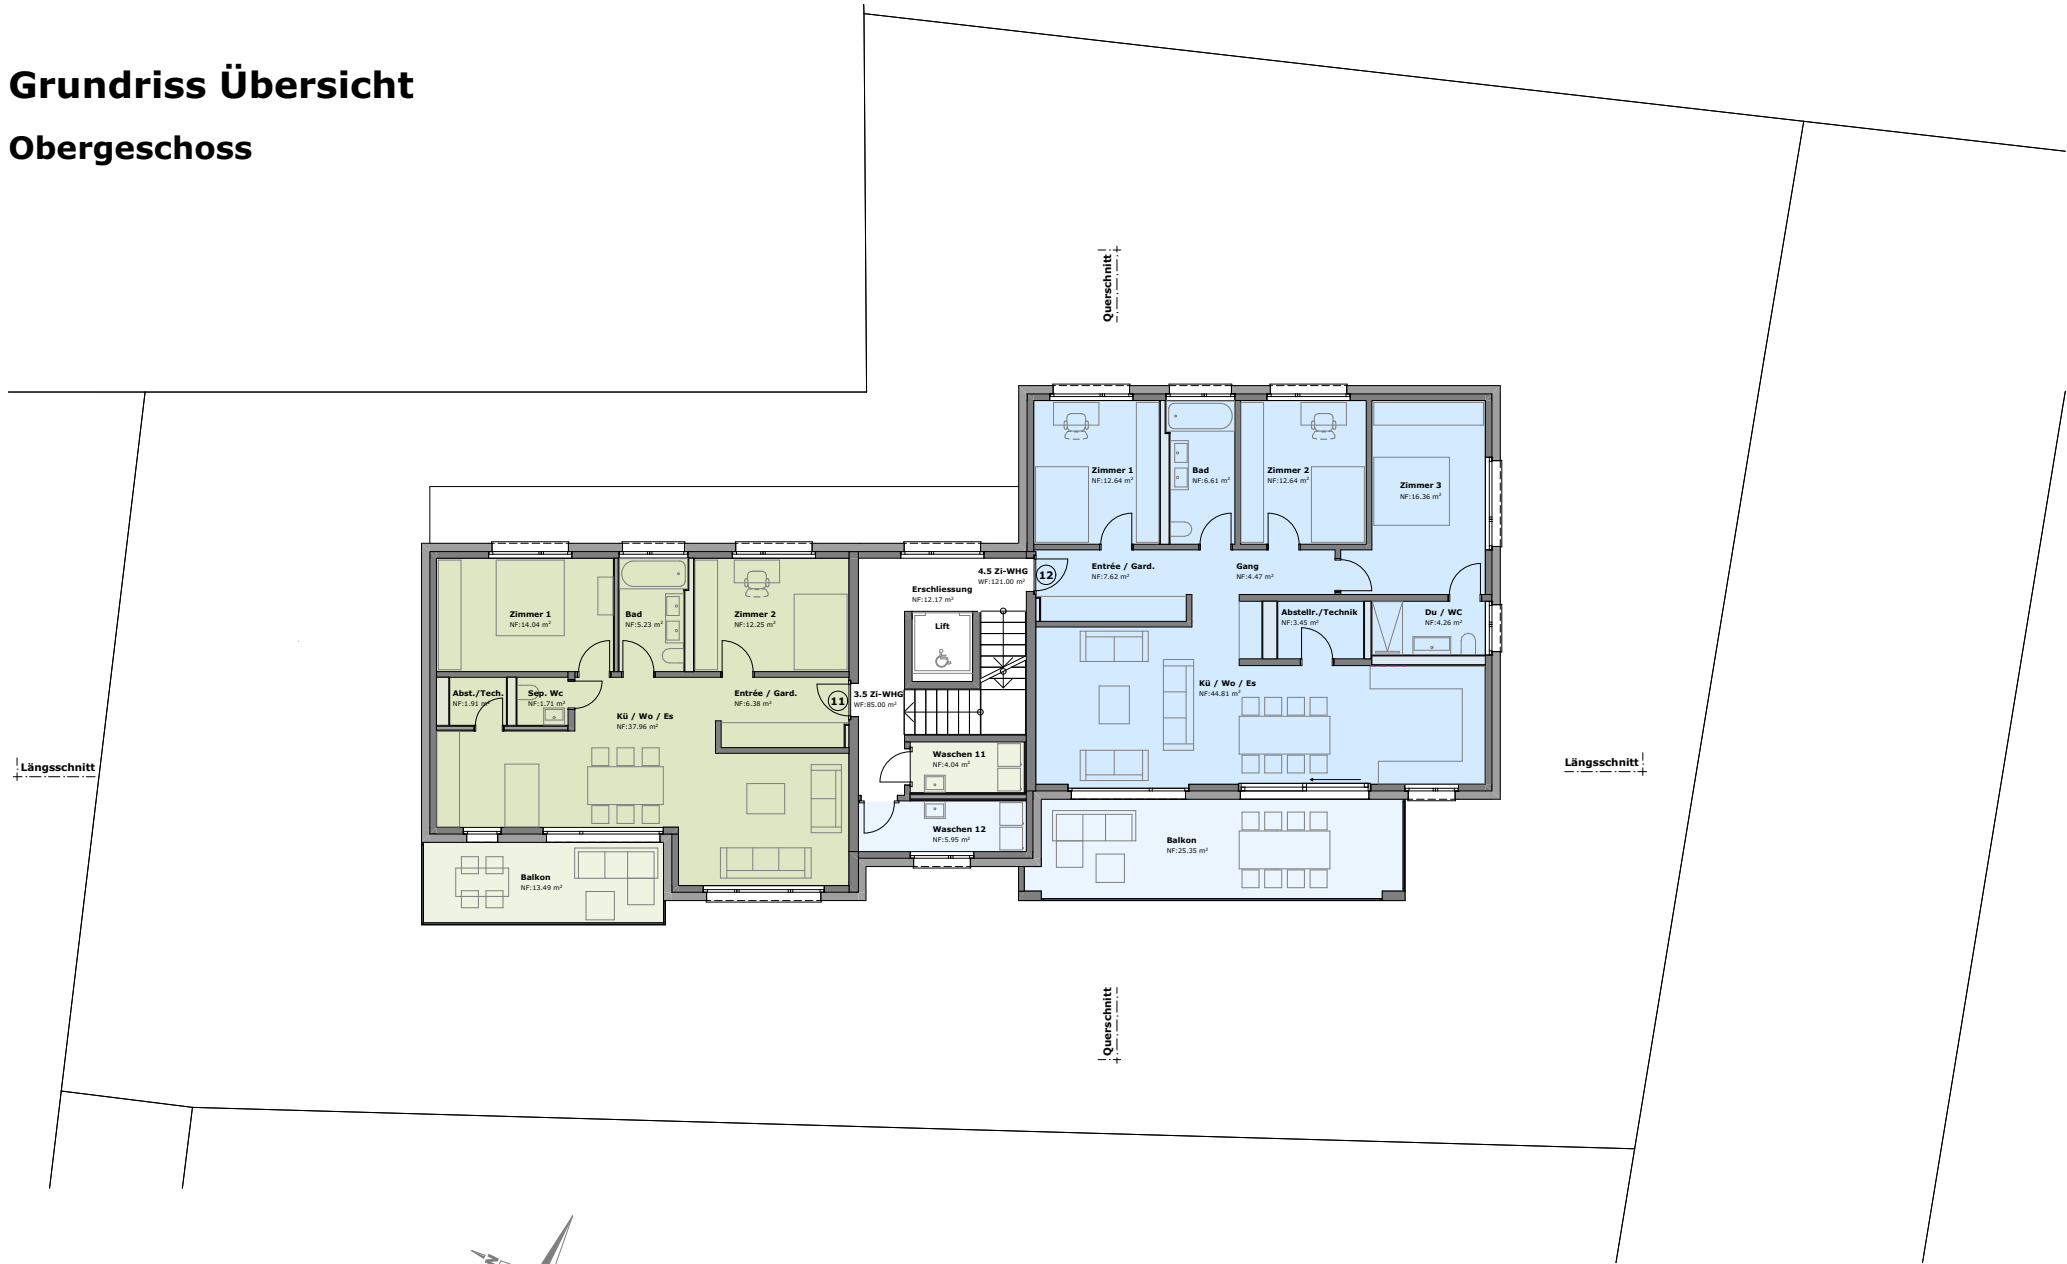 Grundriss Übersicht
Obergeschoss
Querschnitt
Zimmer 1
NF:12.64 m²
Bad
NF:6.61 m²
Zimmer 2
NF:12.64 m²
Zimmer 3
NF:16.36 m²
4.5 Zi-WHG
WF:121.00 m²
12
Entrée / Gard.
NF:7.62 m²
Gang
NF:4.47 m²
Erschliessung
NF:12.17 m²
Lift
Abstellr./Technik
NF:3.45 m²
Du / WC
NF:4.26 m²
Zimmer 1
NF:14.04 m²
Bad
NF:5.23 m²
Zimmer 2
NF:12.25 m²
Abst./Tech.
NF:1.91 m²
Sep. Wc
NF:1.71 m²
Kü / Wo / Es
NF:37.96 m²
Entrée / Gard.
NF:6.38 m²
11
3.5 Zi-WHG
WF:85.00 m²
Kü / Wo / Es
NF:44.81 m²
Längsschnitt
Waschen 11
NF:4.04 m²
Längsschnitt
Waschen 12
NF:5.95 m²
Balkon
NF:25.35 m²
Balkon
NF:13.49 m²
Querschnitt
N